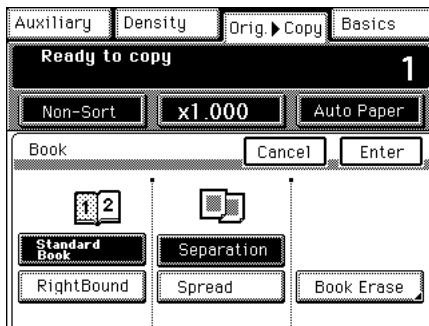 Auxiliary Density Orig.▶Copy Basics
Ready to copy
1
Non-Sort x1.000 Auto Paper
Book Cancel Enter
1 2
Standard Book Separation
RightBound Spread Book Erase